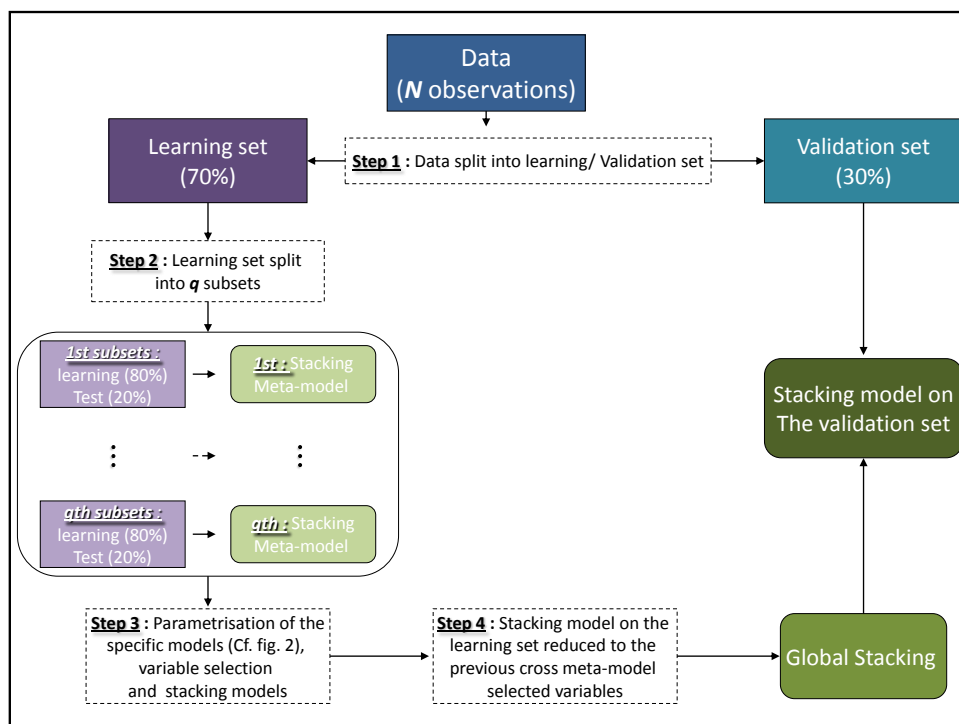 Data
(N observations)
Learning set
(70%)
Step 1 : Data split into learning/ Validation set
Validation set
(30%)
Step 2 : Learning set split
into q subsets
1st subsets :
learning (80%)
Test (20%)
1st : Stacking
Meta-model
qth subsets :
learning (80%)
Test (20%)
qth : Stacking
Meta-model
Stacking model on
The validation set
Step 3 : Parametrisation of the
specific models (Cf. fig. 2),
variable selection
and stacking models
Step 4 : Stacking model on the
learning set reduced to the
previous cross meta-model
selected variables
Global Stacking